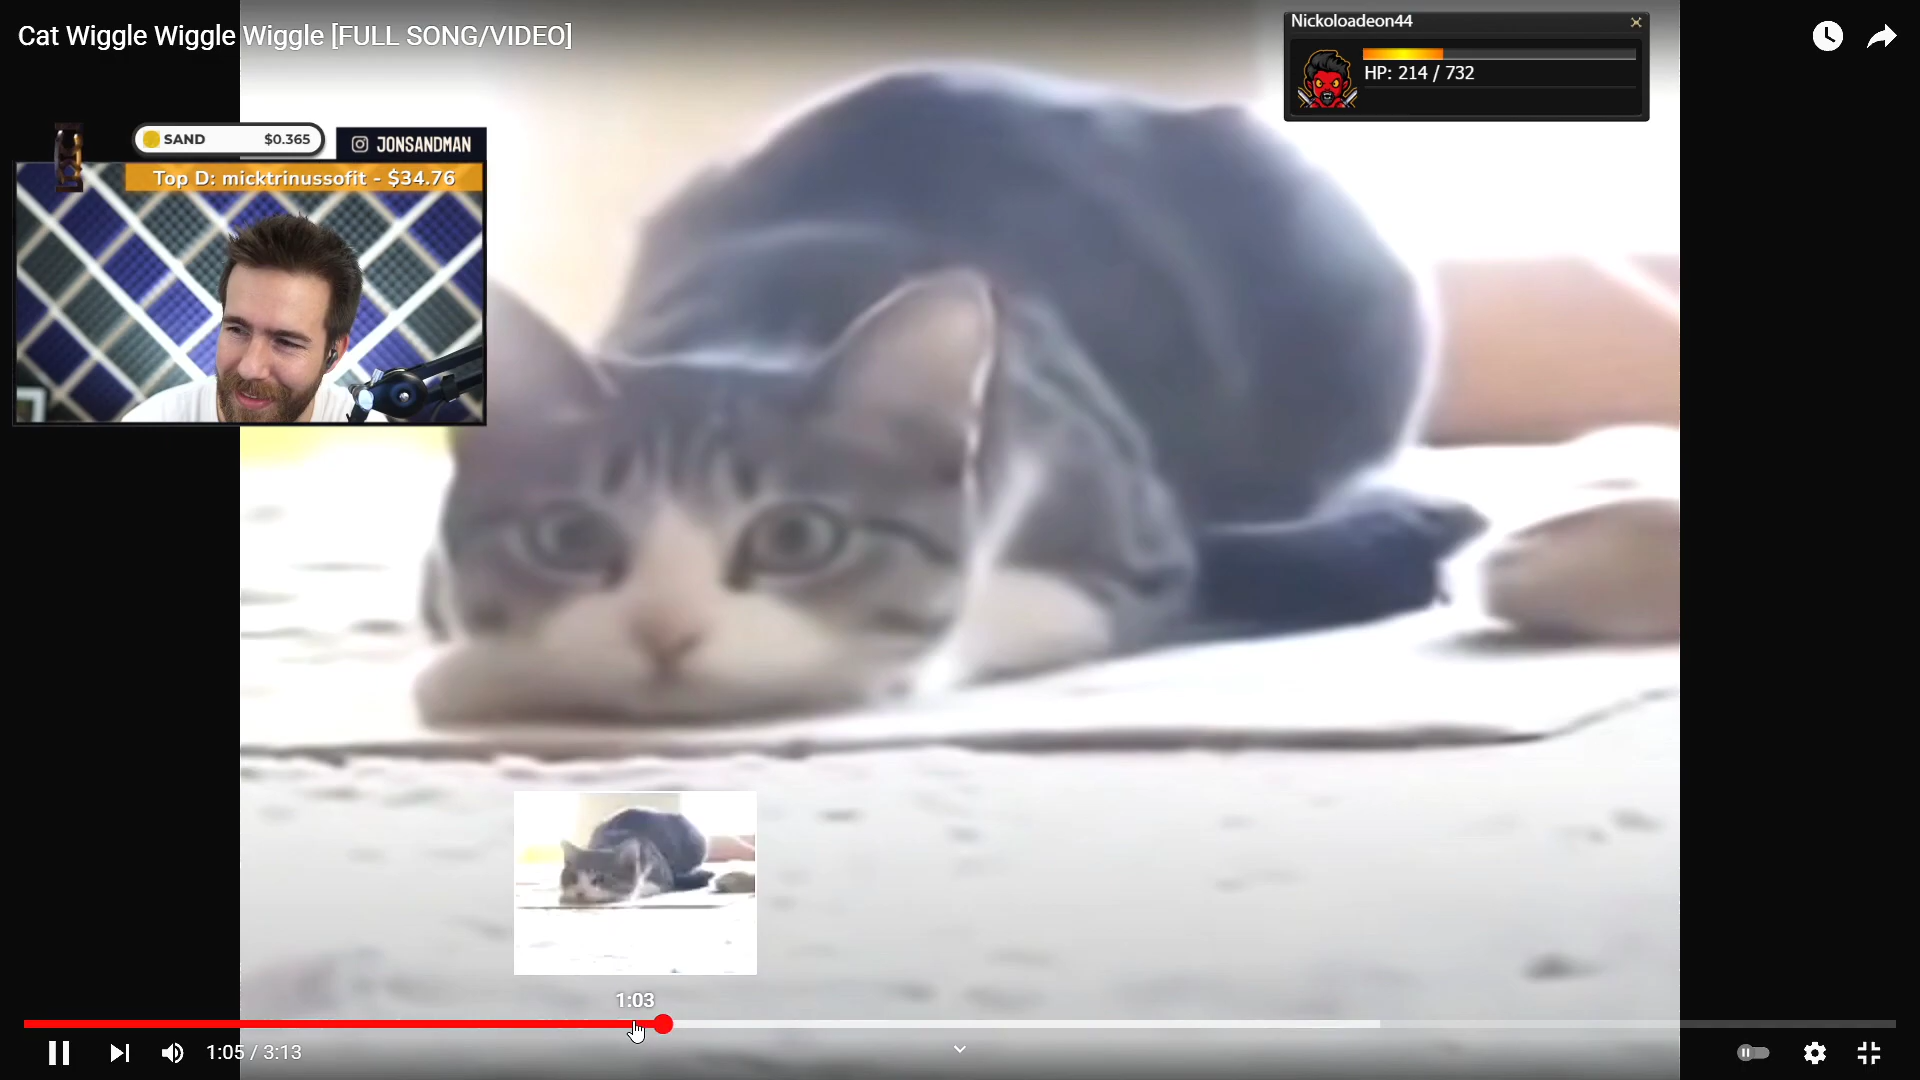 Cat Wiggle Wiggle Wiggle [FULL SONG/VIDEO]
Nickoloadeon44
HP: 214 / 732
SAND $0.365
JONSANDMAN
Top D: micktrinussofit - $34.76
1:03
1:05 / 3:13